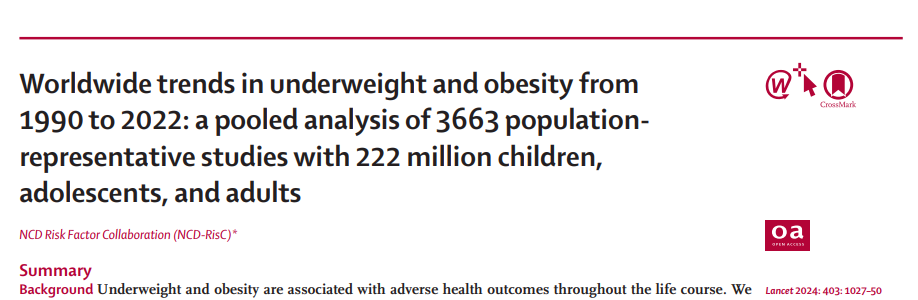 Worldwide trends in underweight and obesity from
1990 to 2022: a pooled analysis of 3663 population-
representative studies with 222 million children,
adolescents, and adults
W
CrossMark
NCD Risk Factor Collaboration (NCD-RisC)*
oa
OPEN ACCESS
Summary
Background Underweight and obesity are associated with adverse health outcomes throughout the life course. We
Lancet 2024; 403: 1027–50